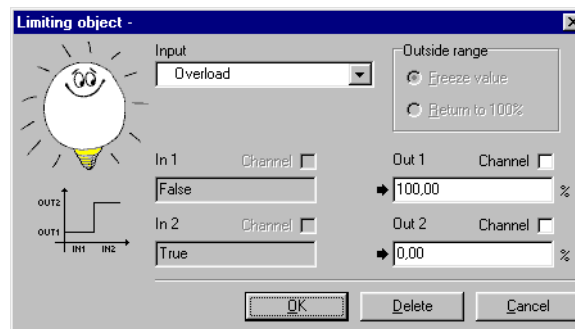 Limiting object -
Input
Overload
Outside range
Freeze value
Return to 100%
In 1 Channel
Out 1 Channel
False
100,00 %
In 2 Channel
Out 2 Channel
True
0,00 %
OUT2
OUT1
IN1 IN2
OK Delete Cancel